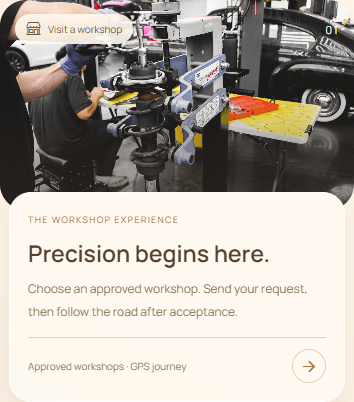 Visit a workshop
01
THE WORKSHOP EXPERIENCE
Precision begins here.
Choose an approved workshop. Send your request,
then follow the road after acceptance.
Approved workshops · GPS journey